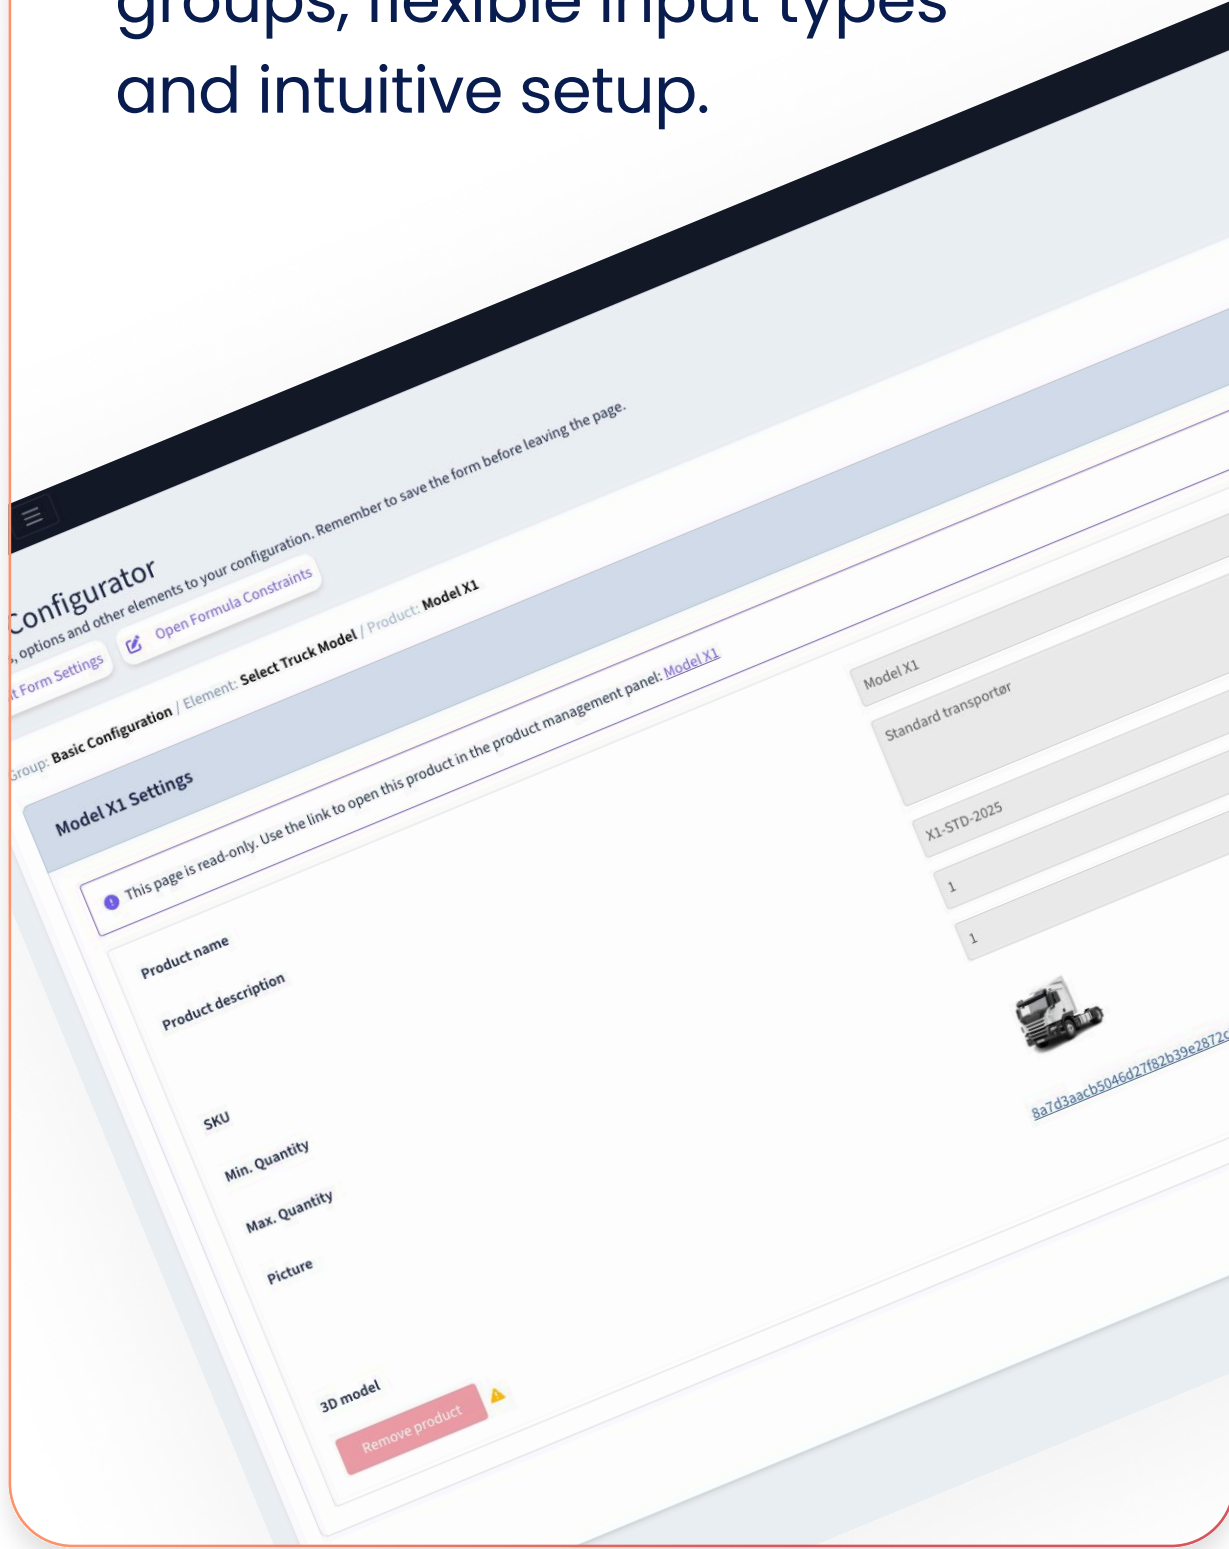 groups, flexible input types
and intuitive setup.
Configurator
, options and other elements to your configuration. Remember to save the form before leaving the page.
Form Settings
Open Formula Constraints
Group: Basic Configuration / Element: Select Truck Model / Product: Model X1
Model X1 Settings
This page is read-only. Use the link to open this product in the product management panel: Model X1
Product name
Model X1
Product description
Standard transportør
SKU
X1-STD-2025
Min. Quantity
1
Max. Quantity
1
Picture
3D model
8a7d3aacb5046d27f82b39e2872c
Remove product